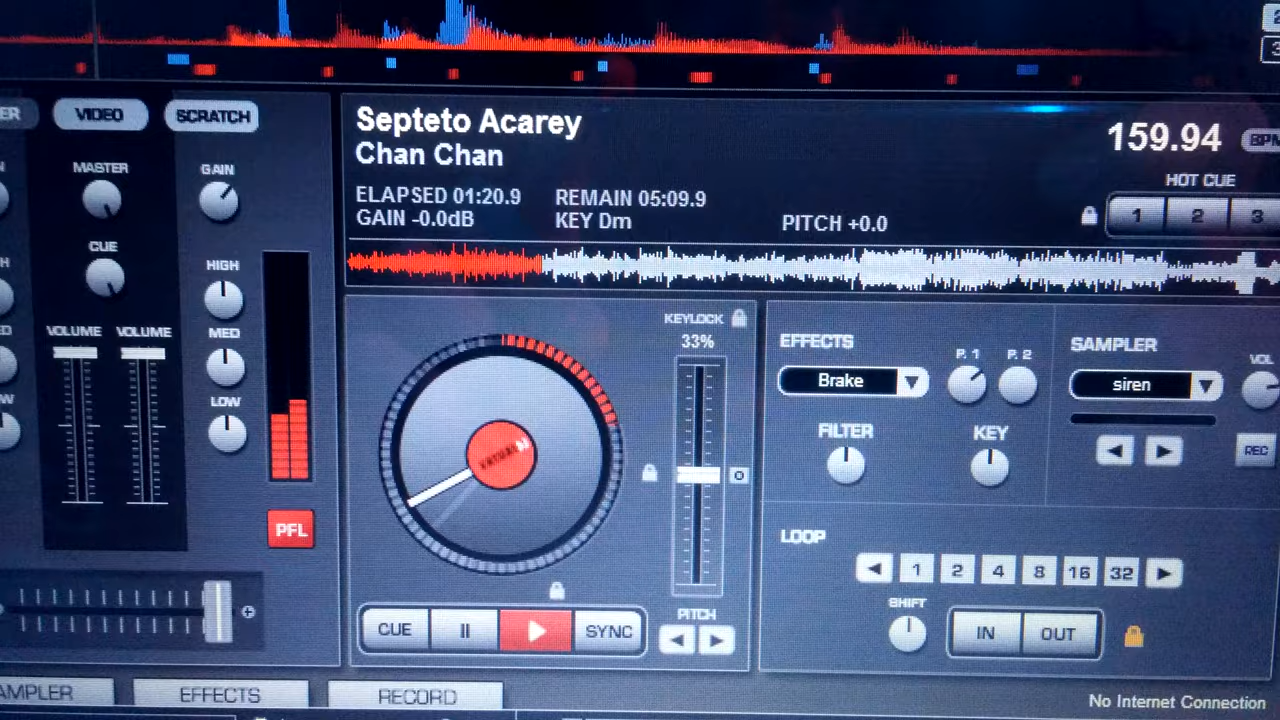 VIDEO
SCRATCH
MASTER
GAIN
CUE
HIGH
VOLUME VOLUME
MED
LOW
PFL
Septeto Acarey
Chan Chan
159.94
ELAPSED 01:20.9 REMAIN 05:09.9
GAIN -0.0dB KEY Dm PITCH +0.0
HOT CUE
1 2 3
KEYLOCK
33%
EFFECTS
Brake
P. 1 P. 2
FILTER KEY
SAMPLER
siren
VOL
REC
LOOP
1 2 4 8 16 32
SHIFT
IN OUT
CUE SYNC
PITCH
EFFECTS
RECORD
No Internet Connection